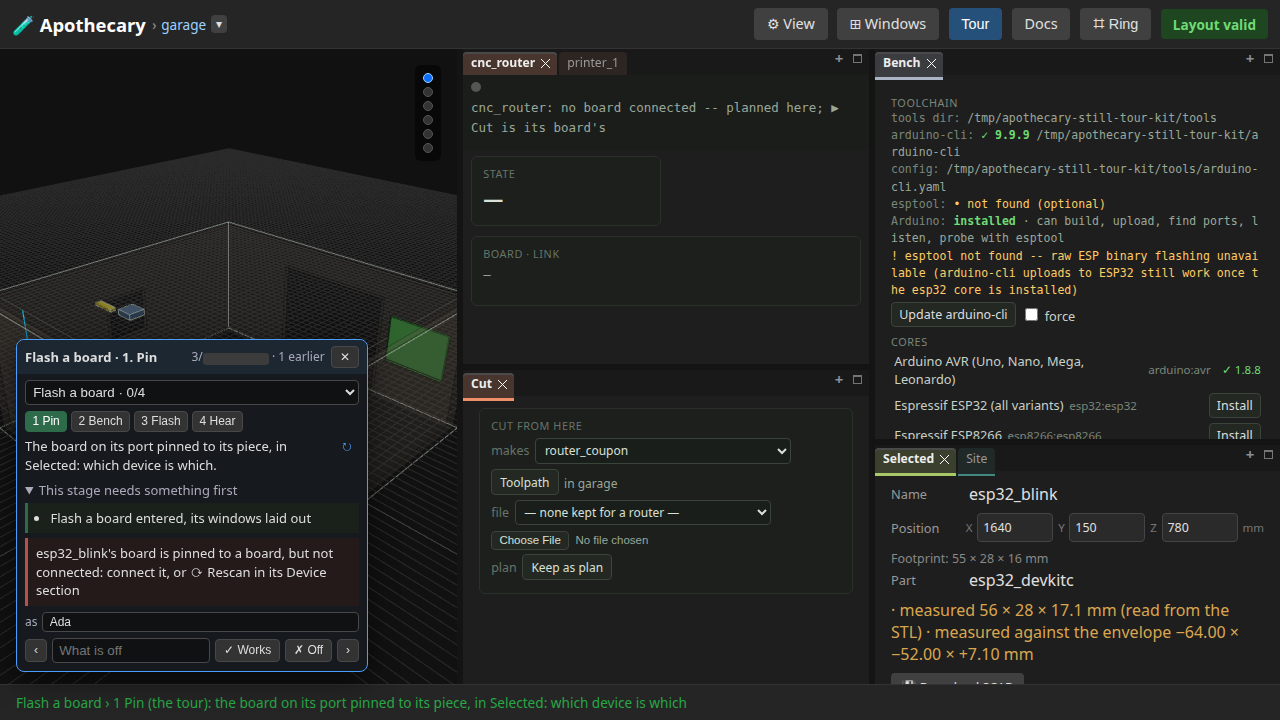 Apothecary › garage ▾
⚙ View
⊞ Windows
Tour
Docs
⌗ Ring
Layout valid
cnc_router ✕
printer_1
cnc_router: no board connected -- planned here; ▶
Cut is its board's
STATE
—
BOARD · LINK
—
Cut ✕
CUT FROM HERE
makes router_coupon
Toolpath in garage
file — none kept for a router —
Choose File No file chosen
plan Keep as plan
Bench ✕
TOOLCHAIN
tools dir: /tmp/apothecary-still-tour-kit/tools
arduino-cli: ✓ 9.9.9 /tmp/apothecary-still-tour-kit/a
rduino-cli
config: /tmp/apothecary-still-tour-kit/tools/arduino-
cli.yaml
esptool: • not found (optional)
Arduino: installed · can build, upload, find ports, l
isten, probe with esptool
! esptool not found -- raw ESP binary flashing unavai
lable (arduino-cli uploads to ESP32 still work once t
he esp32 core is installed)
Update arduino-cli force
CORES
Arduino AVR (Uno, Nano, Mega,
Leonardo) arduino:avr ✓ 1.8.8
Espressif ESP32 (all variants) esp32:esp32 Install
Espressif ESP8266 esp8266:esp8266 Install
Selected ✕
Site
Name esp32_blink
Position X 1640 Y 150 Z 780 mm
Footprint: 55 × 28 × 16 mm
Part esp32_devkitc
· measured 56 × 28 × 17.1 mm (read from the
STL) · measured against the envelope −64.00 ×
−52.00 × +7.10 mm
Flash a board · 1. Pin 3/ · 1 earlier ✕
Flash a board · 0/4
1 Pin
2 Bench
3 Flash
4 Hear
The board on its port pinned to its piece, in
Selected: which device is which. ↻
▼ This stage needs something first
• Flash a board entered, its windows laid out
esp32_blink's board is pinned to a board, but not
connected: connect it, or ⟳ Rescan in its Device
section
as Ada
‹ What is off ✓ Works ✗ Off ›
Flash a board › 1 Pin (the tour): the board on its port pinned to its piece, in Selected: which device is which